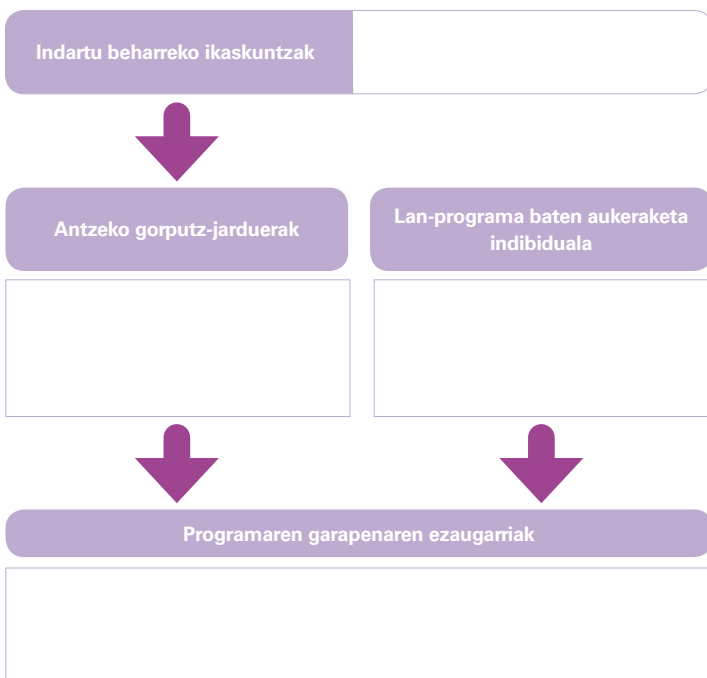 Indartu beharreko ikaskuntzak
Antzeko gorputz-jarduerak
Lan-programa baten aukeraketa
indibiduala
Programaren garapenaren ezaugarriak